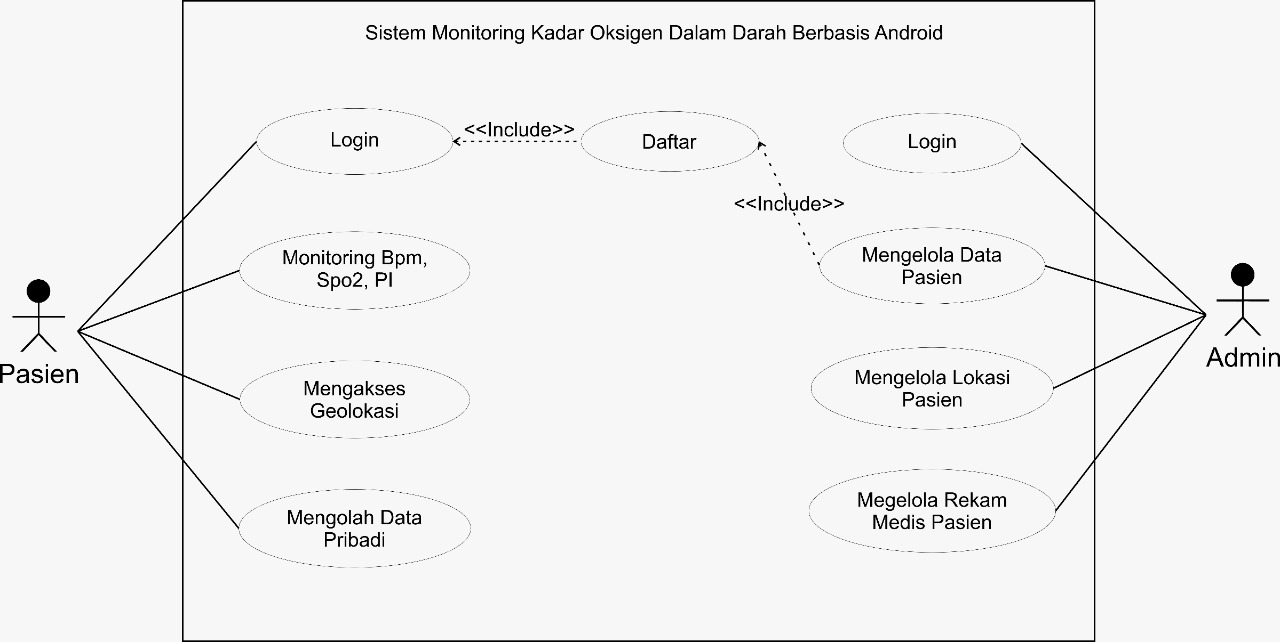 Sistem Monitoring Kadar Oksigen Dalam Darah Berbasis Android
Login
<<Include>>
Daftar
Login
<<Include>>
Monitoring Bpm,
Spo2, PI
Mengelola Data
Pasien
Pasien
Admin
Mengakses
Geolokasi
Mengelola Lokasi
Pasien
Mengolah Data
Pribadi
Megelola Rekam
Medis Pasien